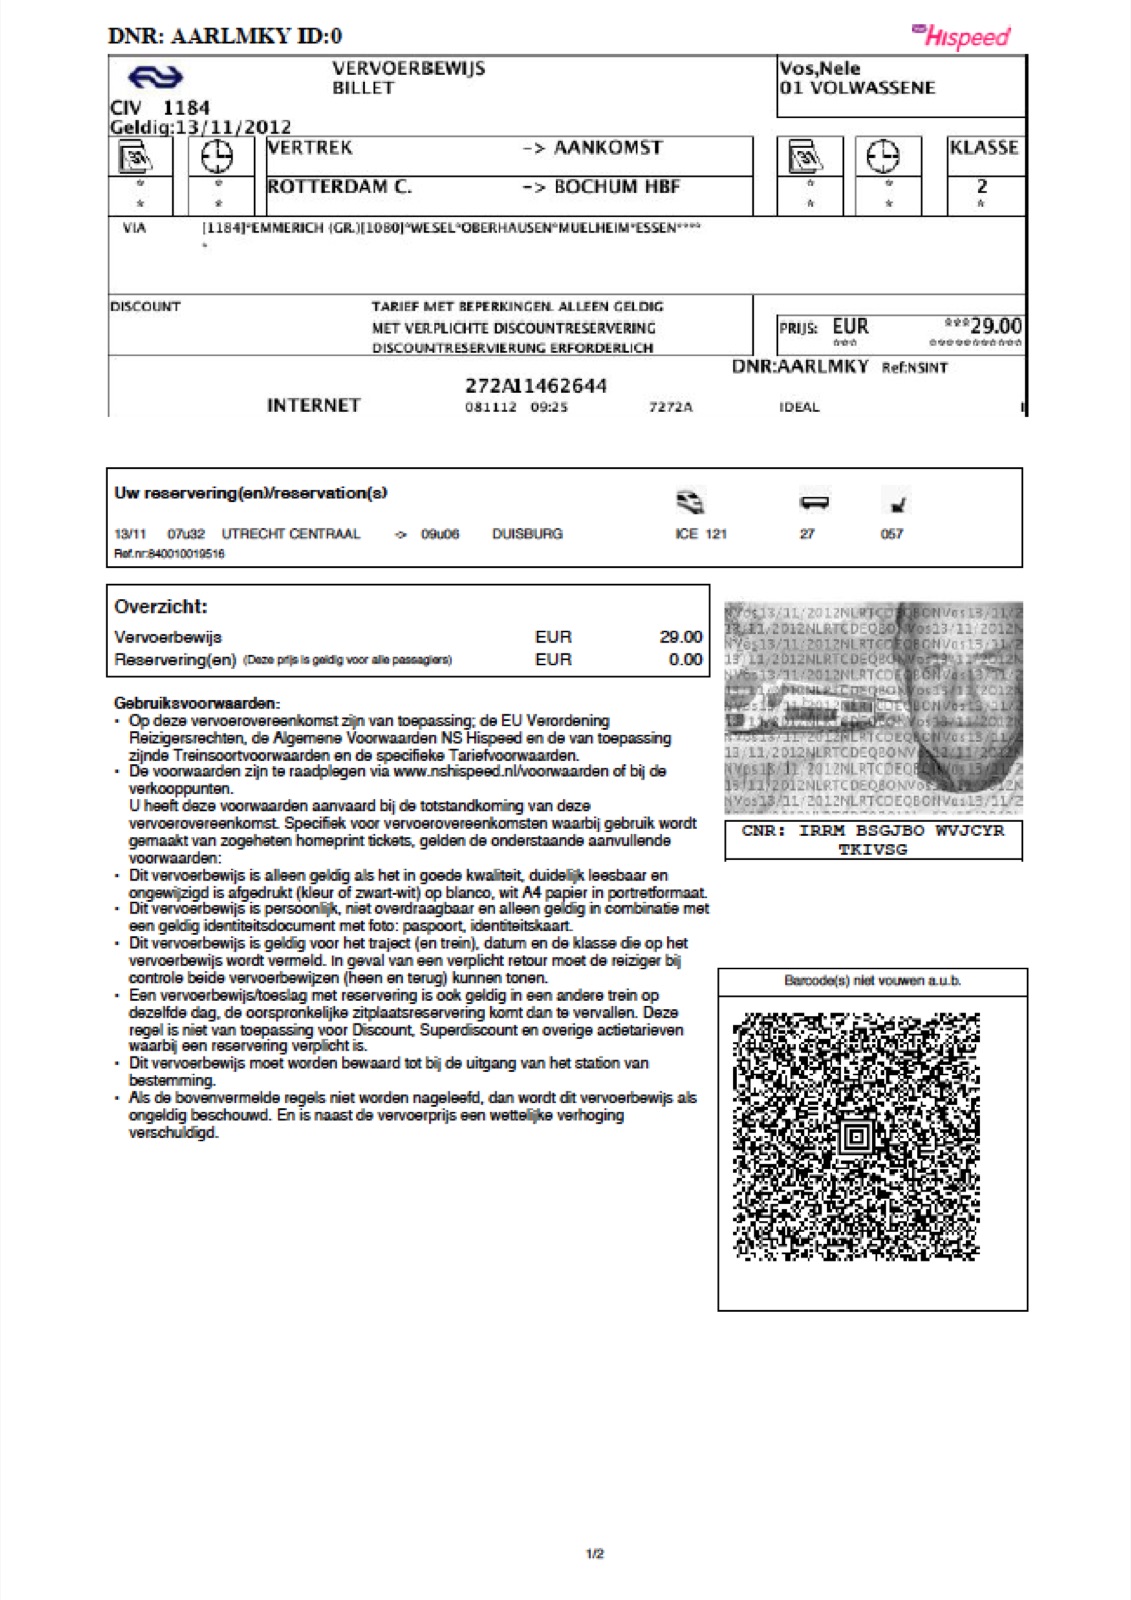 DNR: AARLMKY ID:0
Hispeed
VERVOERBEWIJS
BILLET
Vos,Nele
01 VOLWASSENE
CIV 1184
Geldig:13/11/2012
VERTREK -> AANKOMST
KLASSE
* * ROTTERDAM C. -> BOCHUM HBF * * 2
* * * * *
VIA [1184]*EMMERICH (GR.)[1080]*WESEL*OBERHAUSEN*MUELHEIM*ESSEN****
*
DISCOUNT
TARIEF MET BEPERKINGEN. ALLEEN GELDIG
MET VERPLICHTE DISCOUNTRESERVERING
DISCOUNTRESERVIERUNG ERFORDERLICH
PRIJS: EUR ***29.00
*** ***********
DNR:AARLMKY Ref:NSINT
272A11462644
INTERNET 081112 09:25 7272A IDEAL
Uw reservering(en)/reservation(s)
13/11 07u32 UTRECHT CENTRAAL -> 09u06 DUISBURG ICE 121 27 057
Ref.nr:840010019516
Overzicht:
Vervoerbewijs EUR 29.00
Reservering(en) (Deze prijs is geldig voor alle passagiers) EUR 0.00
Gebruiksvoorwaarden:
- Op deze vervoerovereenkomst zijn van toepassing; de EU Verordening
Reizigersrechten, de Algemene Voorwaarden NS Hispeed en de van toepassing
zijnde Treinsoortvoorwaarden en de specifieke Tariefvoorwaarden.
- De voorwaarden zijn te raadplegen via www.nshispeed.nl/voorwaarden of bij de
verkooppunten.
U heeft deze voorwaarden aanvaard bij de totstandkoming van deze
vervoerovereenkomst. Specifiek voor vervoerovereenkomsten waarbij gebruik wordt
gemaakt van zogeheten homeprint tickets, gelden de onderstaande aanvullende
voorwaarden:
- Dit vervoerbewijs is alleen geldig als het in goede kwaliteit, duidelijk leesbaar en
ongewijzigd is afgedrukt (kleur of zwart-wit) op blanco, wit A4 papier in portretformaat.
- Dit vervoerbewijs is persoonlijk, niet overdraagbaar en alleen geldig in combinatie met
een geldig identiteitsdocument met foto: paspoort, identiteitskaart.
- Dit vervoerbewijs is geldig voor het traject (en trein), datum en de klasse die op het
vervoerbewijs wordt vermeld. In geval van een verplicht retour moet de reiziger bij
controle beide vervoerbewijzen (heen en terug) kunnen tonen.
- Een vervoerbewijs/toeslag met reservering is ook geldig in een andere trein op
dezelfde dag, de oorspronkelijke zitplaatsreservering komt dan te vervallen. Deze
regel is niet van toepassing voor Discount, Superdiscount en overige actietarieven
waarbij een reservering verplicht is.
- Dit vervoerbewijs moet worden bewaard tot bij de uitgang van het station van
bestemming.
- Als de bovenvermelde regels niet worden nageleefd, dan wordt dit vervoerbewijs als
ongeldig beschouwd. En is naast de vervoerprijs een wettelijke verhoging
verschuldigd.
CNR: IRRM BSGJBO WVJCYR
TKIVSG
Barcode(s) niet vouwen a.u.b.
1/2